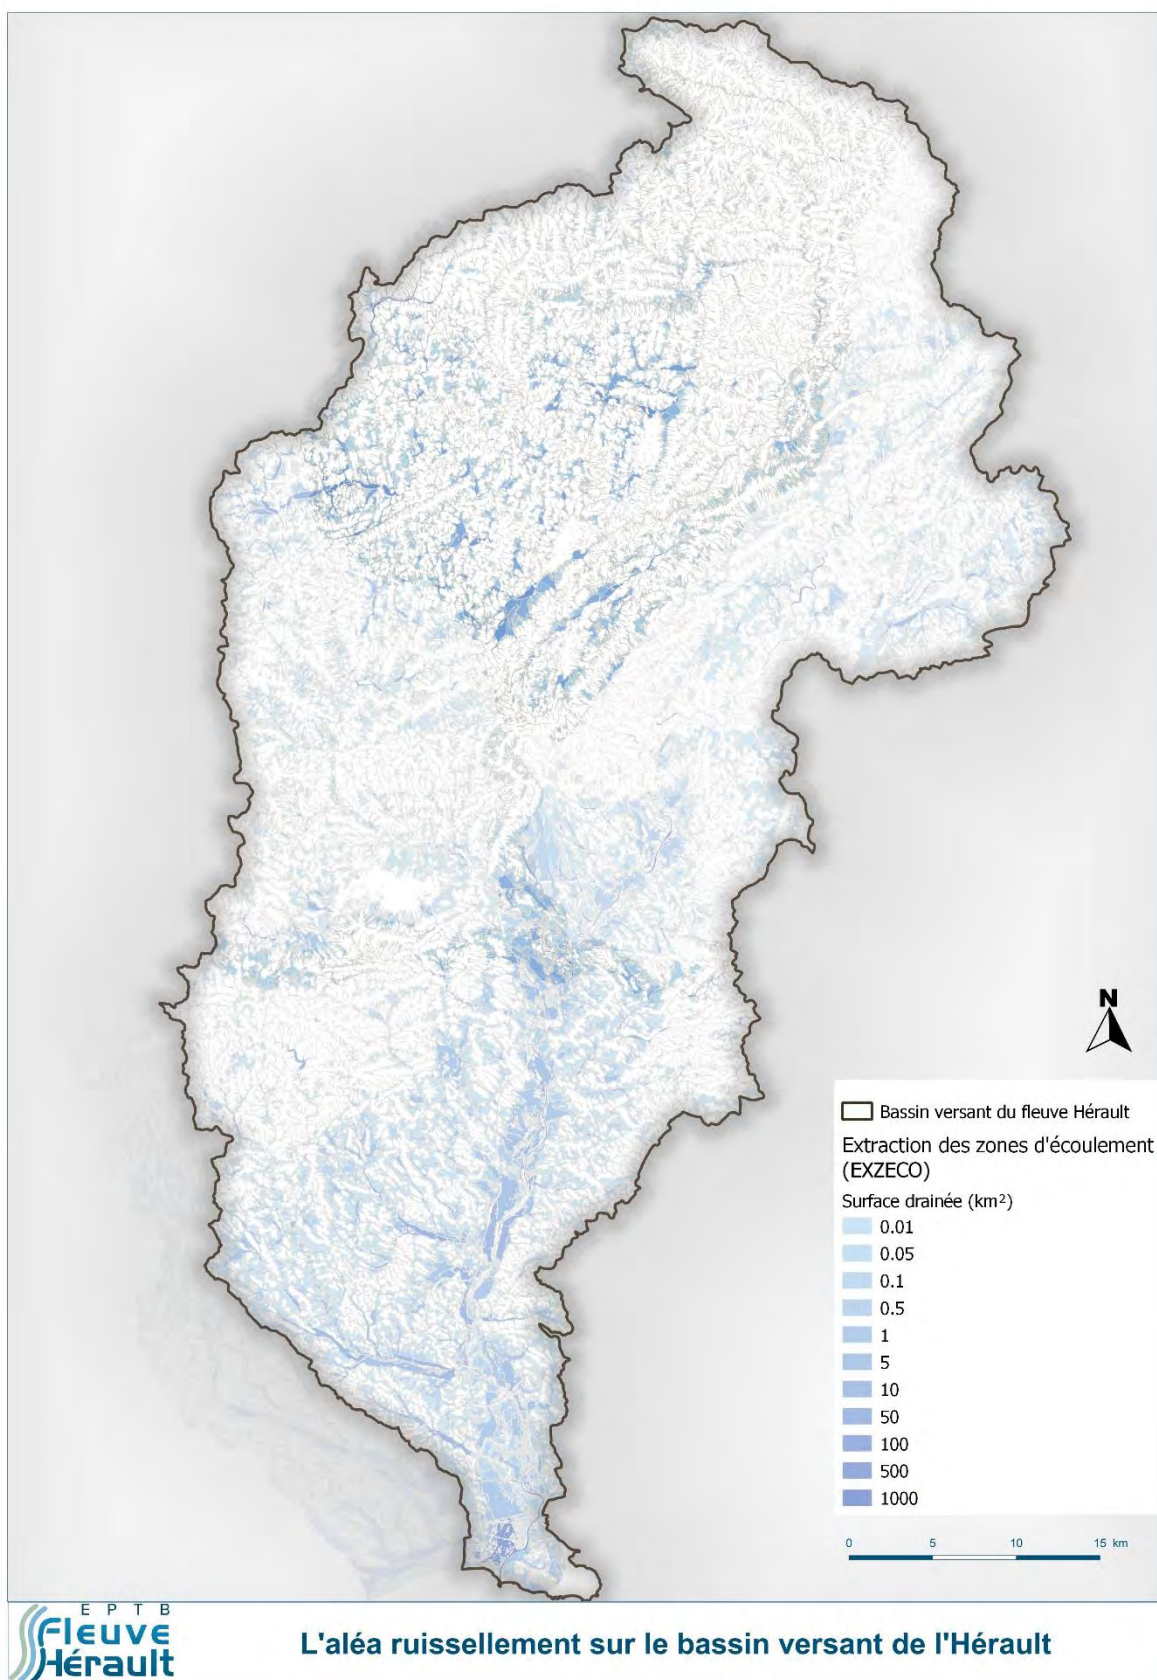 N
Bassin versant du fleuve Hérault
Extraction des zones d'écoulement
(EXZECO)
Surface drainée (km²)
0.01
0.05
0.1
0.5
1
5
10
50
100
500
1000
0 5 10 15 km
EPTB
Fleuve
Hérault
L'aléa ruissellement sur le bassin versant de l'Hérault